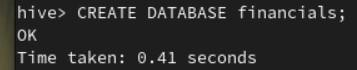 hive> CREATE DATABASE financials;
OK
Time taken: 0.41 seconds